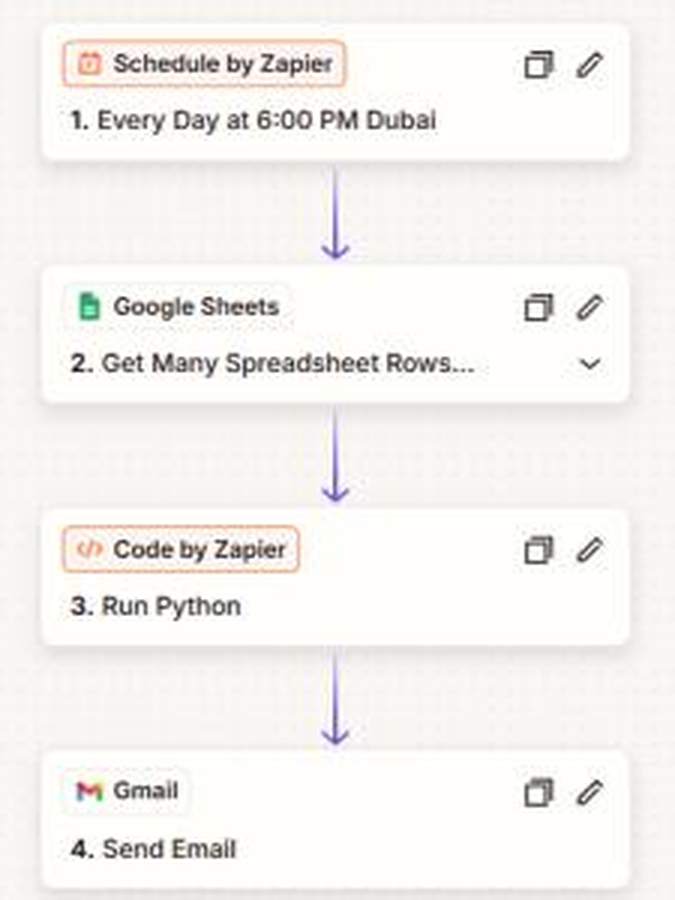 Schedule by Zapier
1. Every Day at 6:00 PM Dubai
Google Sheets
2. Get Many Spreadsheet Rows...
Code by Zapier
3. Run Python
Gmail
4. Send Email